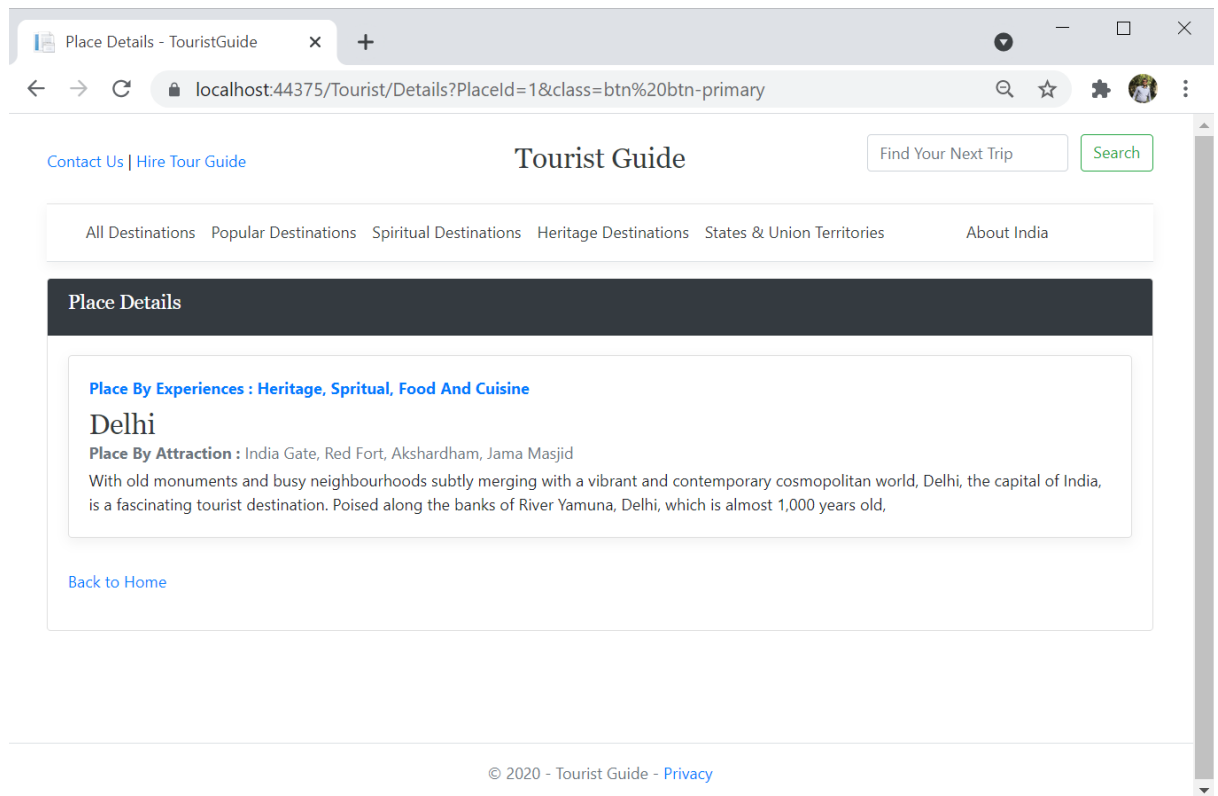 Place Details - TouristGuide
localhost:44375/Tourist/Details?PlaceId=1&class=btn%20btn-primary
Contact Us | Hire Tour Guide
Tourist Guide
Find Your Next Trip
Search
All Destinations Popular Destinations Spiritual Destinations Heritage Destinations States & Union Territories About India
Place Details
Place By Experiences : Heritage, Spritual, Food And Cuisine
Delhi
Place By Attraction : India Gate, Red Fort, Akshardham, Jama Masjid
With old monuments and busy neighbourhoods subtly merging with a vibrant and contemporary cosmopolitan world, Delhi, the capital of India,
is a fascinating tourist destination. Poised along the banks of River Yamuna, Delhi, which is almost 1,000 years old,
Back to Home
© 2020 - Tourist Guide - Privacy